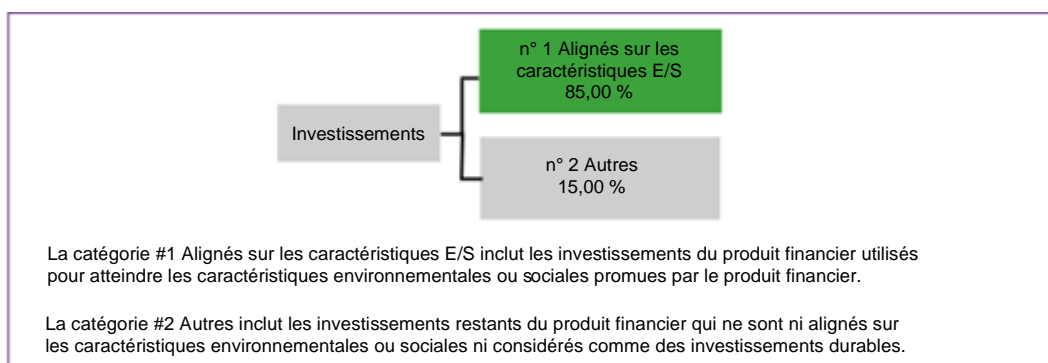 n° 1 Alignés sur les
caractéristiques E/S
85,00 %
Investissements
n° 2 Autres
15,00 %
La catégorie #1 Alignés sur les caractéristiques E/S inclut les investissements du produit financier utilisés
pour atteindre les caractéristiques environnementales ou sociales promues par le produit financier.
La catégorie #2 Autres inclut les investissements restants du produit financier qui ne sont ni alignés sur
les caractéristiques environnementales ou sociales ni considérés comme des investissements durables.